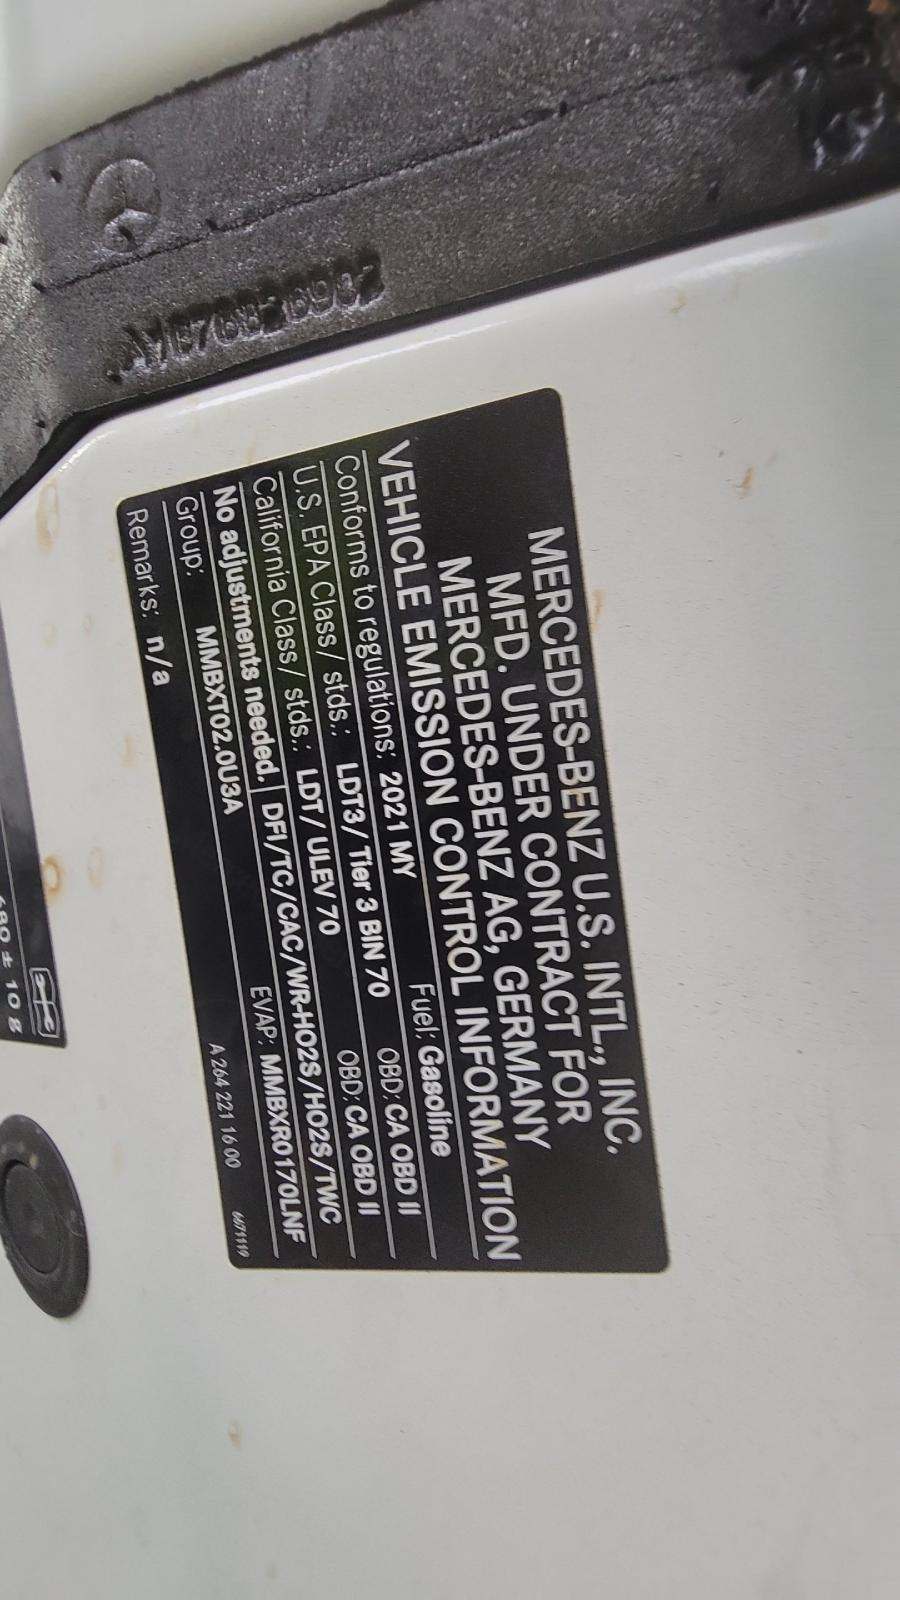 MERCEDES-BENZ U.S. INTL., INC.
MFD. UNDER CONTRACT FOR
MERCEDES-BENZ AG, GERMANY
VEHICLE EMISSION CONTROL INFORMATION
Conforms to regulations: 2021 MY Fuel: Gasoline
U.S. EPA Class/ stds.: LDT3/ Tier 3 BIN 70 OBD: CA OBD II
California Class/ stds.: LDT/ ULEV 70 OBD: CA OBD II
No adjustments needed. DFI/TC/CAC/WR-HO2S/HO2S/TWC
Group: MMBXT02.0U3A EVAP: MMBXR0170LNF
Remarks: n/a A 264 221 16 00
± 10 g